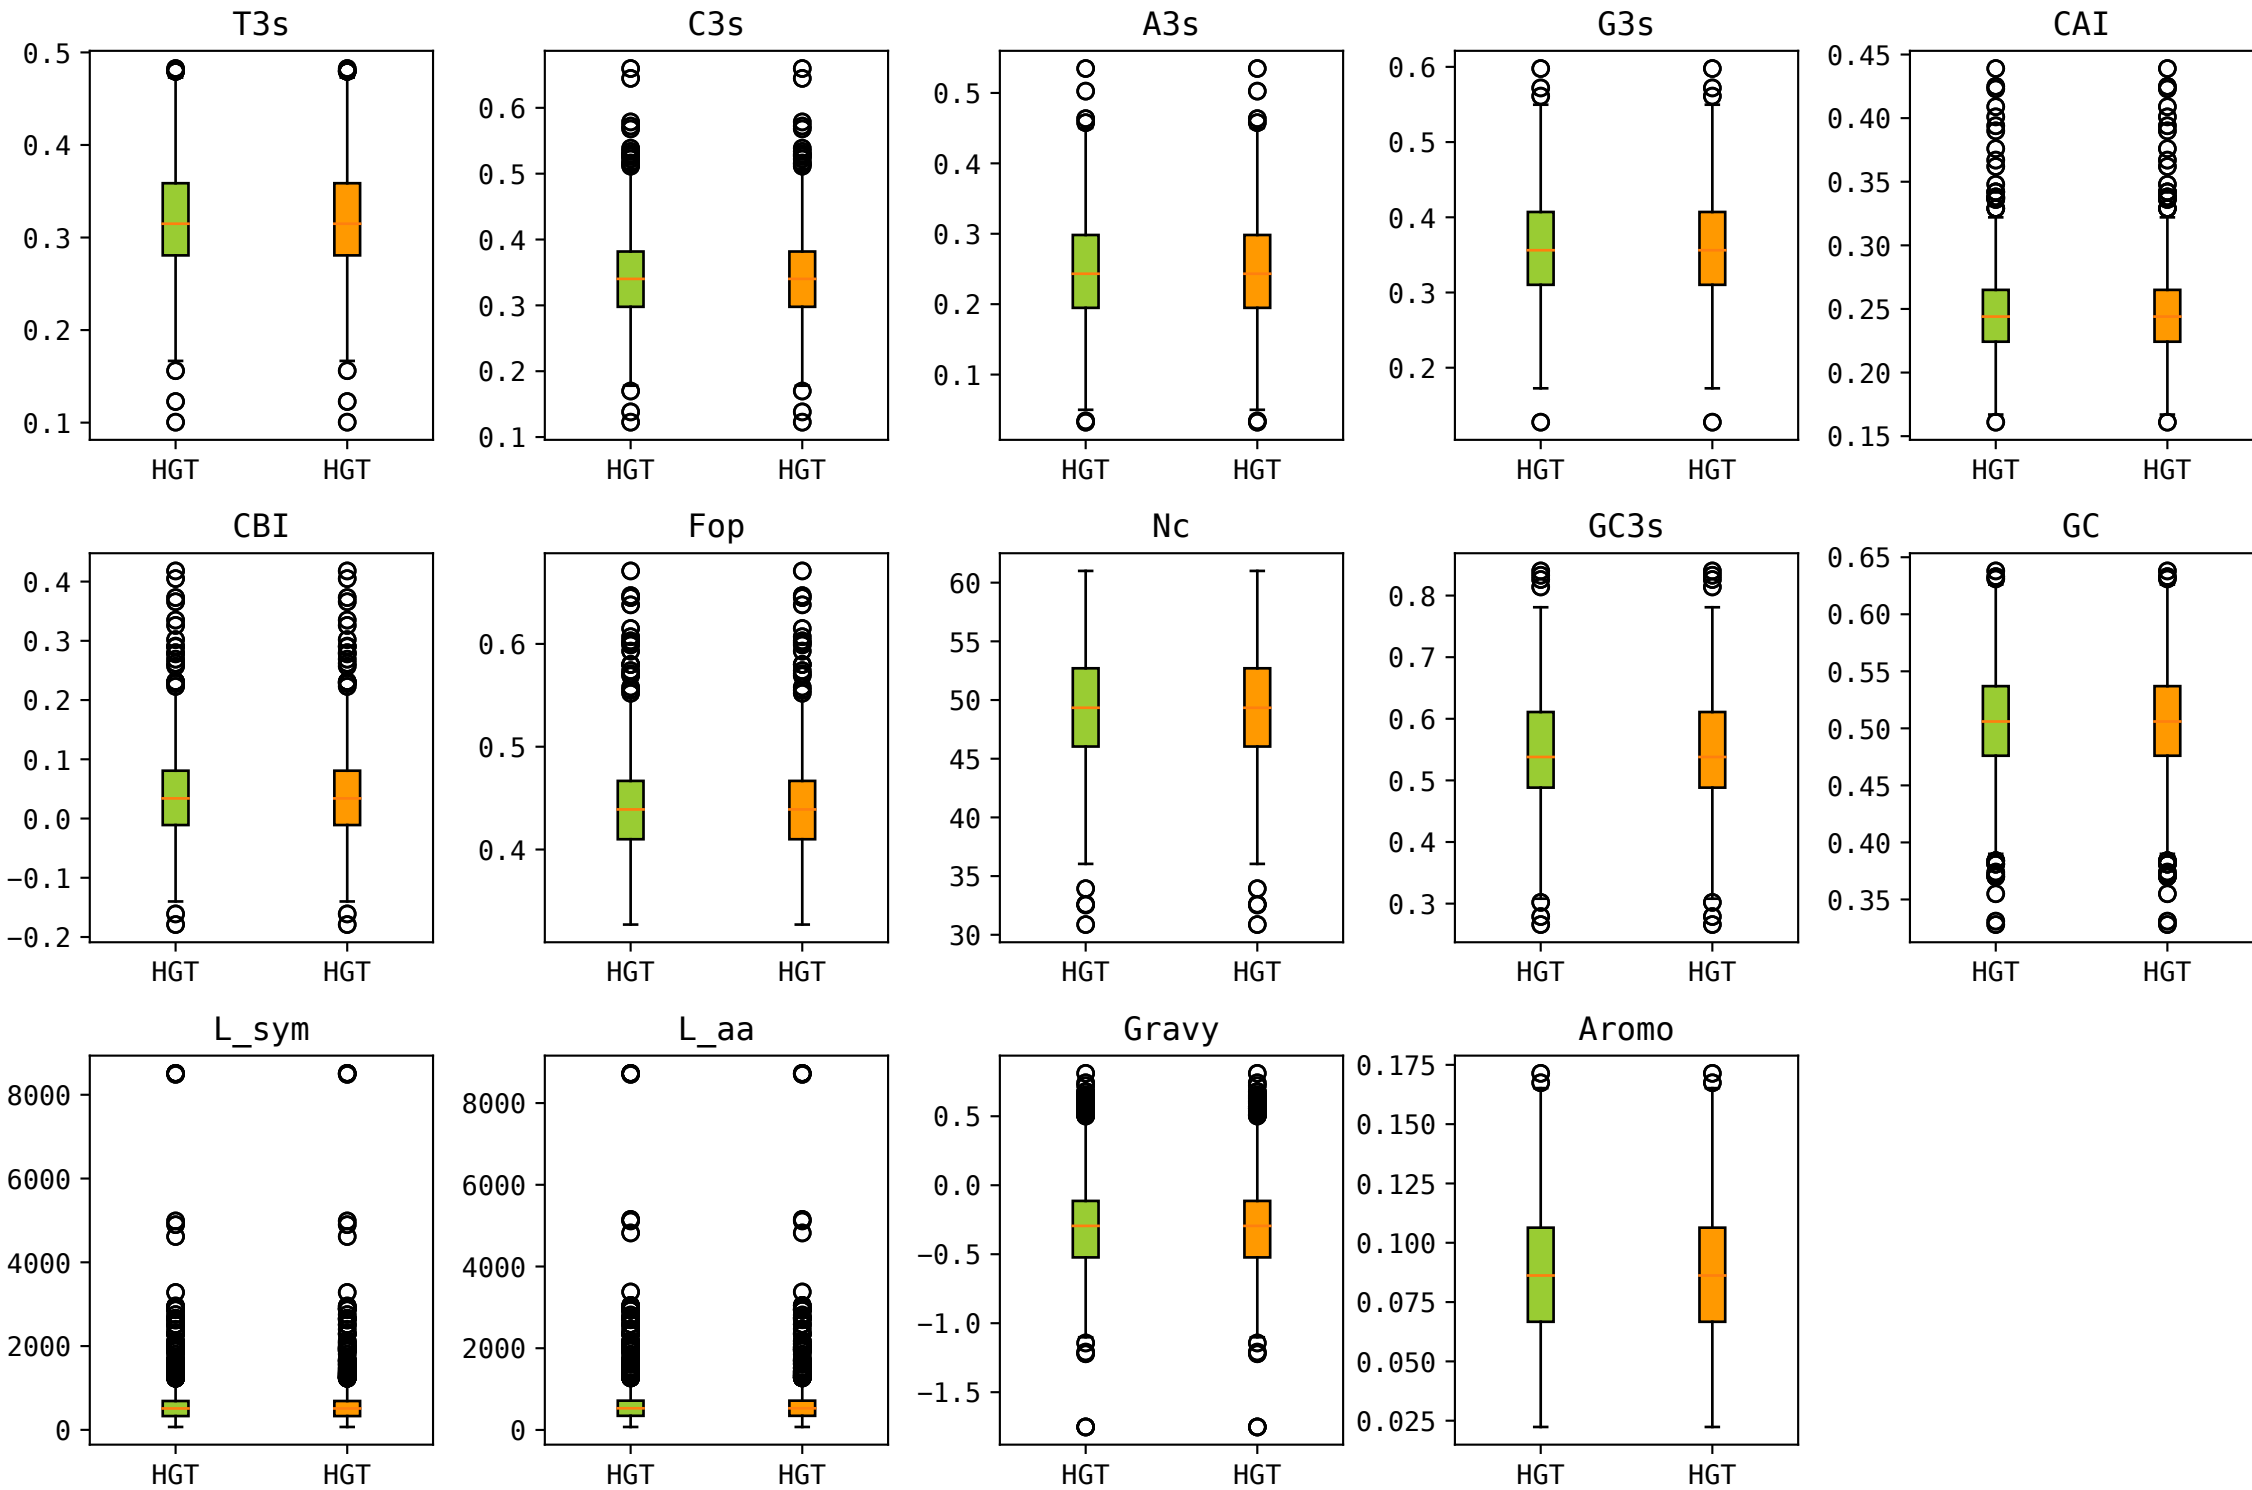 T3s C3s A3s G3s CAI
0.5 0.4 0.3 0.2 0.1
0.6 0.5 0.4 0.3 0.2 0.1
0.5 0.4 0.3 0.2 0.1
0.6 0.5 0.4 0.3 0.2
0.45 0.40 0.35 0.30 0.25 0.20 0.15
HGT HGT HGT HGT HGT HGT HGT HGT HGT HGT
CBI Fop Nc GC3s GC
0.4 0.3 0.2 0.1 0.0 −0.1 −0.2
0.6 0.5 0.4
60 55 50 45 40 35 30
0.8 0.7 0.6 0.5 0.4 0.3
0.65 0.60 0.55 0.50 0.45 0.40 0.35
HGT HGT HGT HGT HGT HGT HGT HGT HGT HGT
L_sym L_aa Gravy Aromo
8000 6000 4000 2000 0
8000 6000 4000 2000 0
0.5 0.0 −0.5 −1.0 −1.5
0.175 0.150 0.125 0.100 0.075 0.050 0.025
HGT HGT HGT HGT HGT HGT HGT HGT